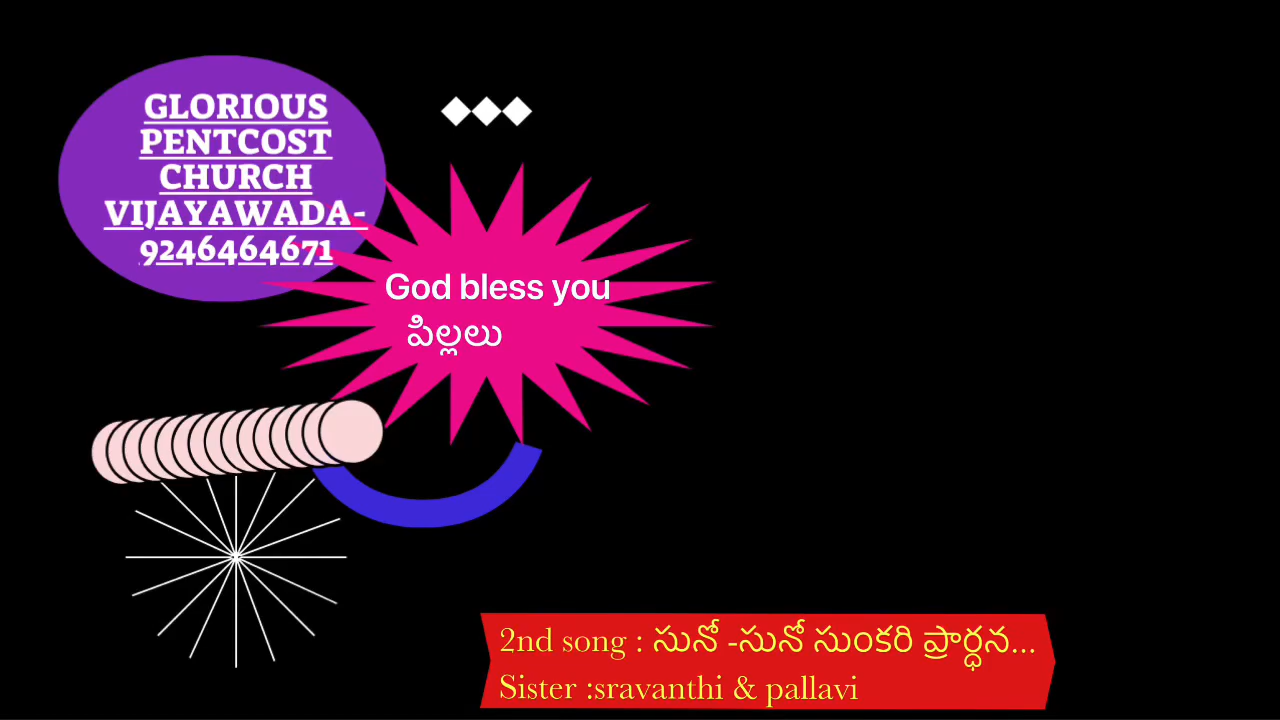 GLORIOUS
PENTCOST
CHURCH
VIJAYAWADA-
9246464671
God bless you
పిల్లలు
2nd song : సునో -సునో సుంకరి ప్రార్ధన...
Sister :sravanthi & pallavi